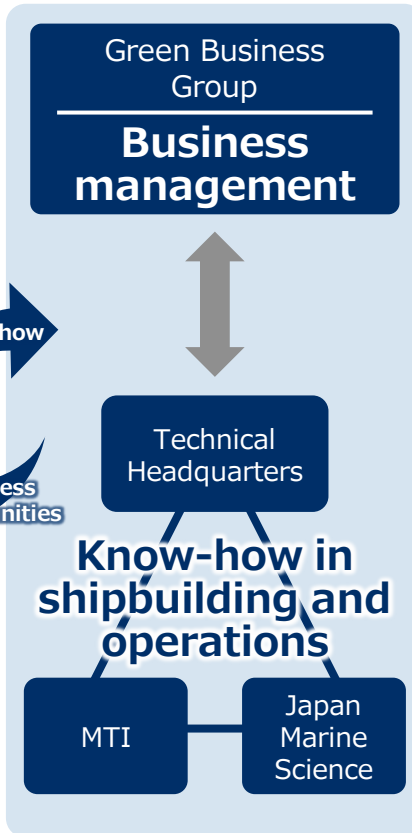 Green Business
Group
Business
management
how
Technical
Headquarters
Know-how in
shipbuilding and
operations
MTI
Japan
Marine
Science